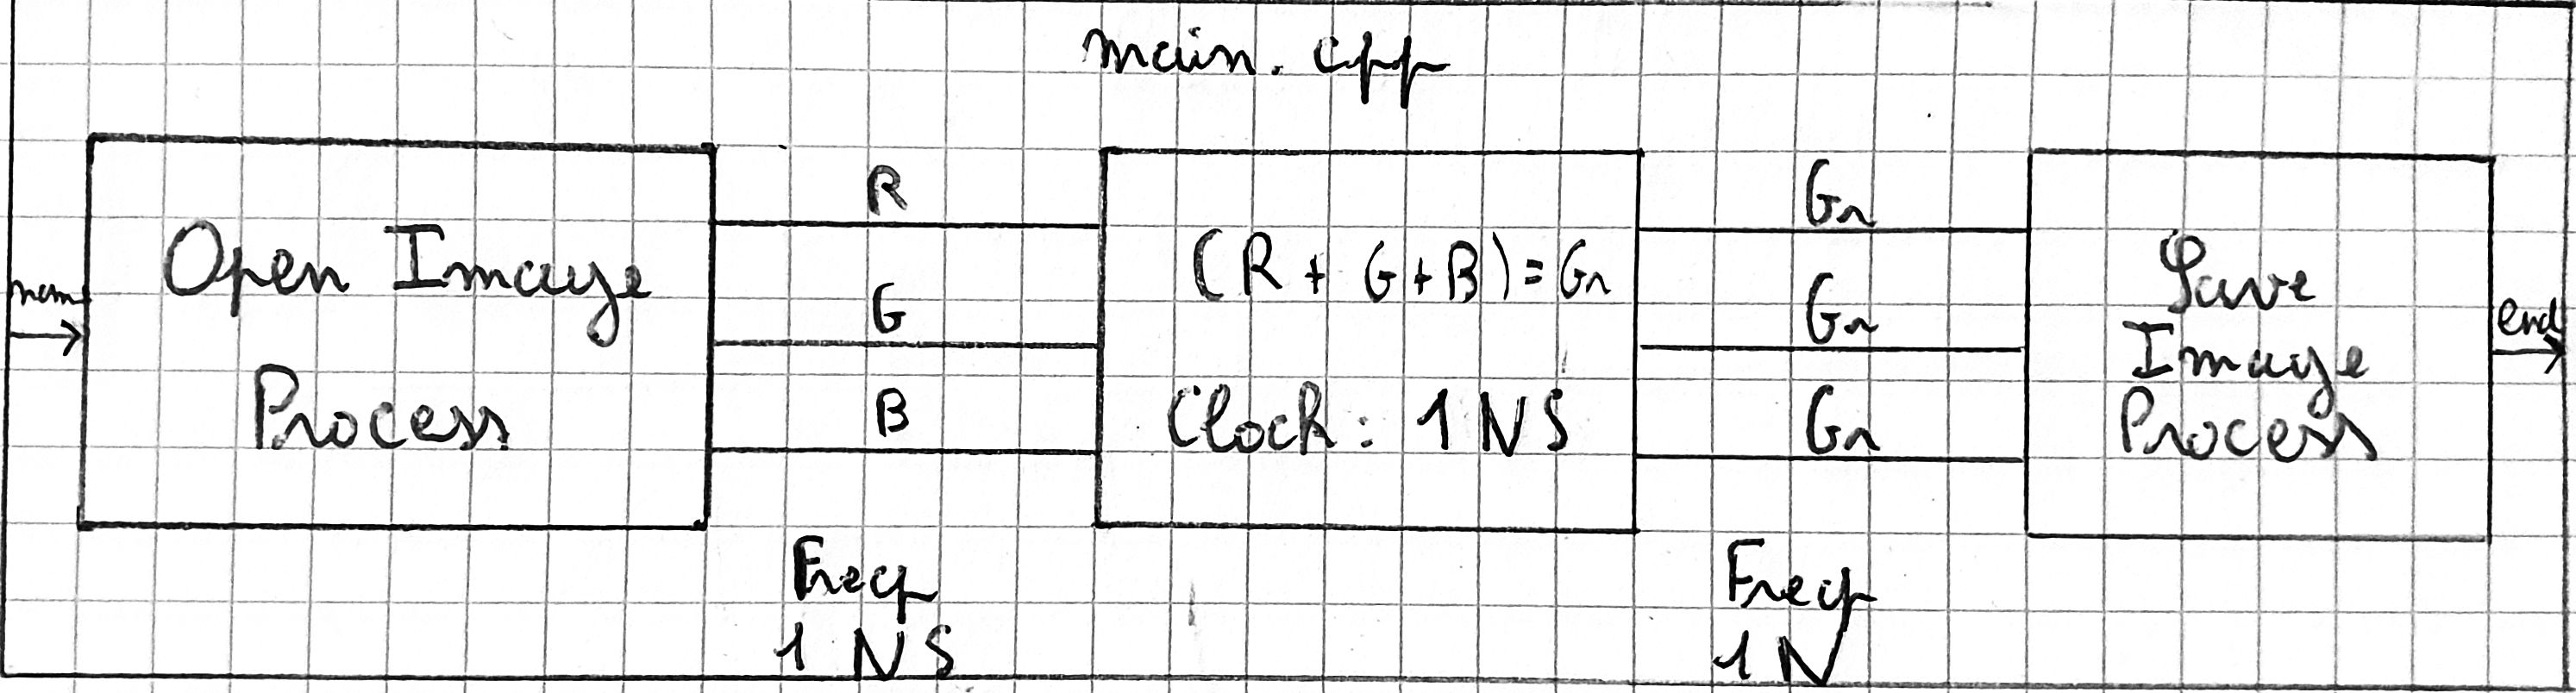 main.cpp
nom
Open Image
Process
R
G
B
Freq
1 NS
(R + G + B) = Gr
Clock : 1 NS
Gr
Gr
Gr
Freq
1 N
Save
Image
Process
end